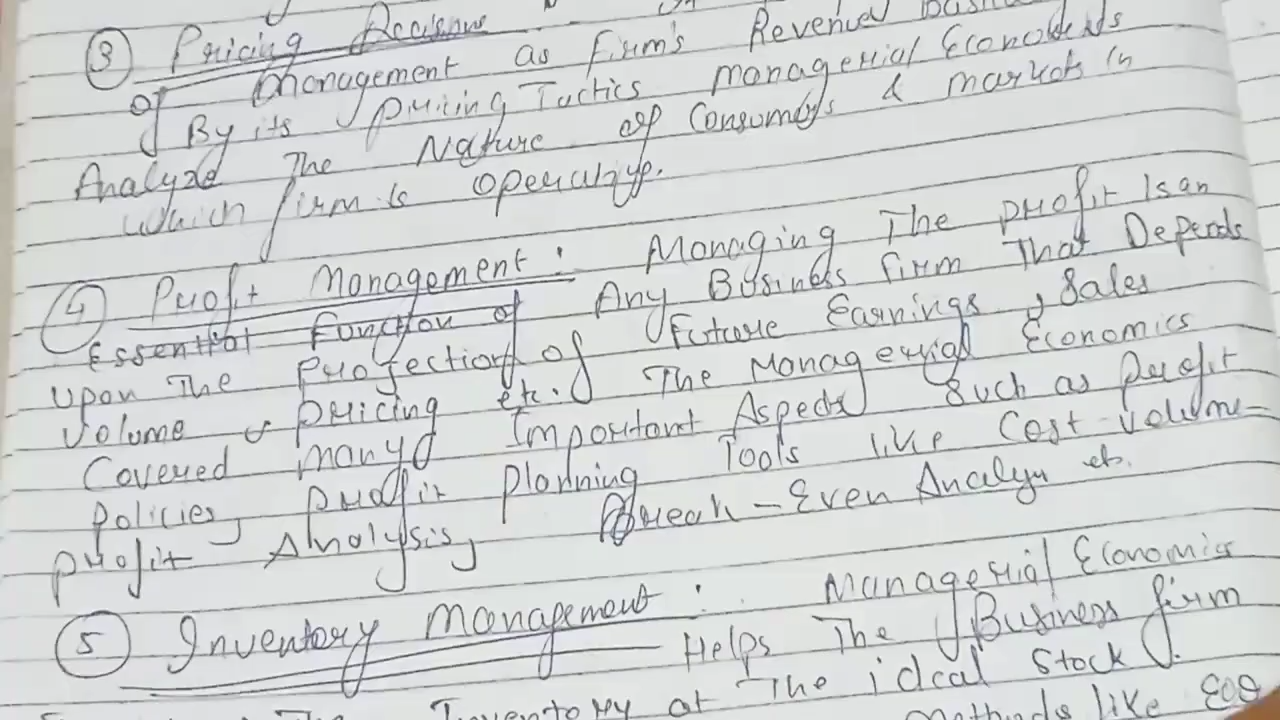 ③ Pricing Decisions
of Management as firm's Revenue
By its pricing Tactics managerial Economics
Analyze The Nature of Consumers & markets in
which firm is operating.
④ Profit Management : Managing The profit Is an
Essential Function of Any Business firm That Depends
Upon The Projection of Future Earnings, Sales
Volume & pricing etc. The Managerial Economics
Covered many Important Aspects Such as profit
policies, profit planning Tools like Cost-volume-
profit Analysis, Break-Even Analysis etc.
⑤ Inventory Management : Managerial Economics
Helps The Business firm
Inventory at The ideal Stock.
methods like EOQ